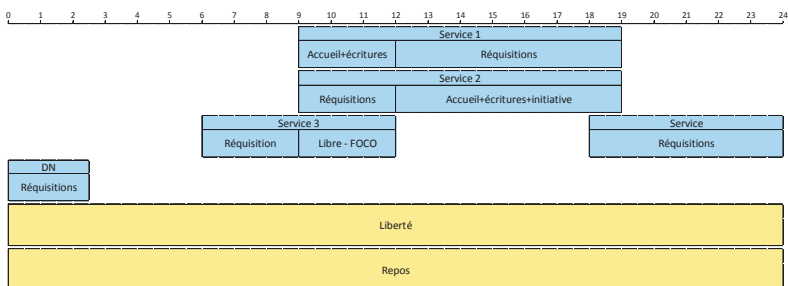 0 1 2 3 4 5 6 7 8 9 10 11 12 13 14 15 16 17 18 19 20 21 22 23 24
Service 1
Accueil+écritures Réquisitions
Service 2
Réquisitions Accueil+écritures+initiative
Service 3 Service
Réquisition Libre - FOCO Réquisitions
DN
Réquisitions
Liberté
Repos